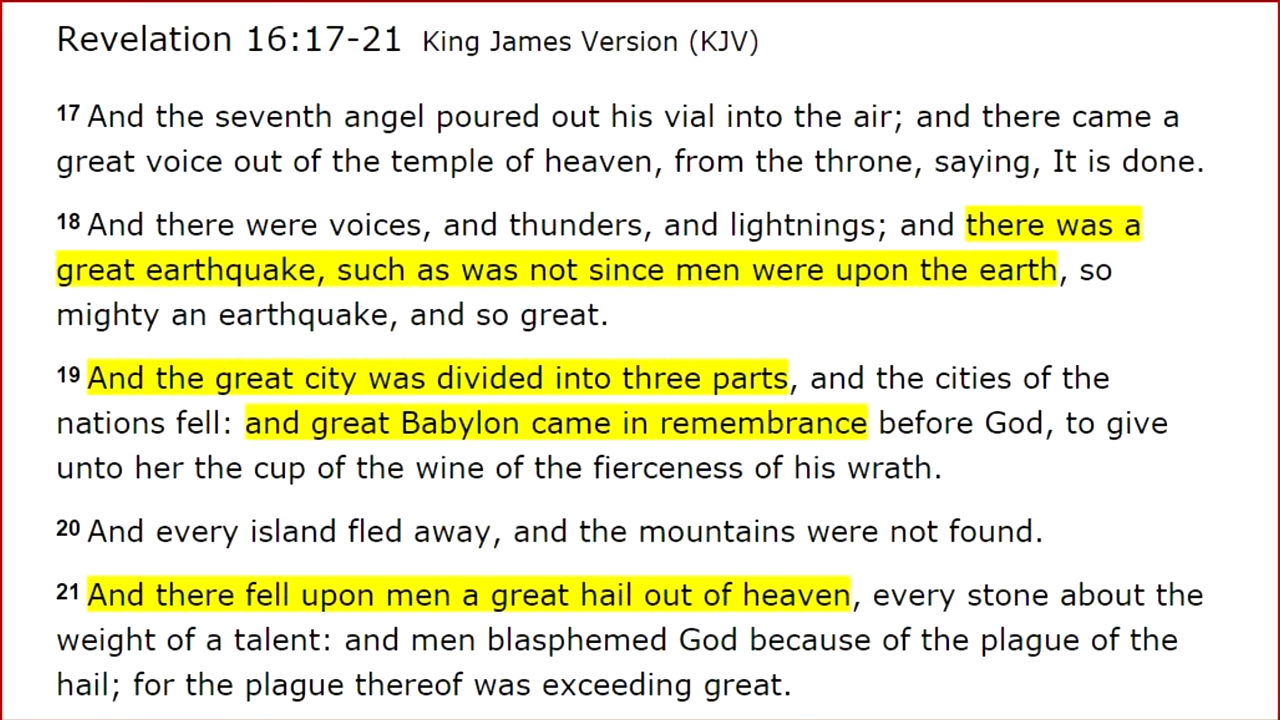 Revelation 16:17-21 King James Version (KJV)
17 And the seventh angel poured out his vial into the air; and there came a
great voice out of the temple of heaven, from the throne, saying, It is done.
18 And there were voices, and thunders, and lightnings; and there was a
great earthquake, such as was not since men were upon the earth, so
mighty an earthquake, and so great.
19 And the great city was divided into three parts, and the cities of the
nations fell: and great Babylon came in remembrance before God, to give
unto her the cup of the wine of the fierceness of his wrath.
20 And every island fled away, and the mountains were not found.
21 And there fell upon men a great hail out of heaven, every stone about the
weight of a talent: and men blasphemed God because of the plague of the
hail; for the plague thereof was exceeding great.